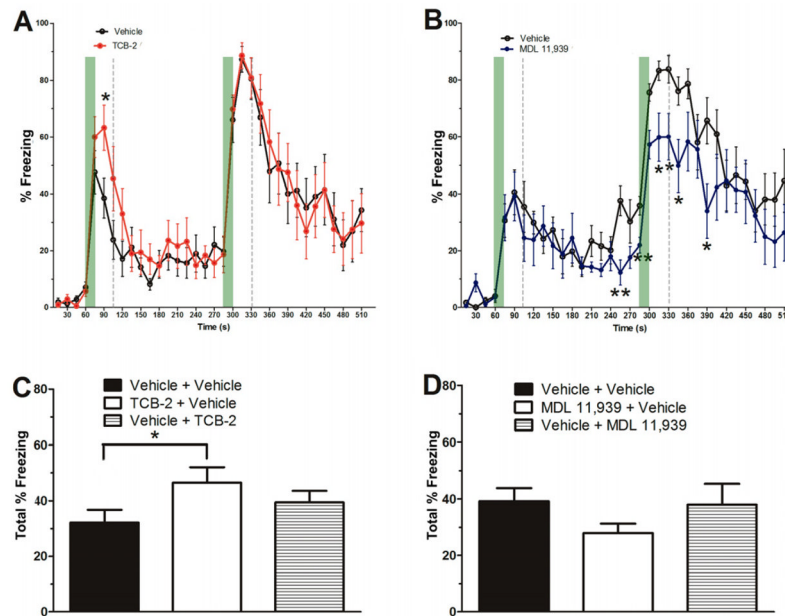 A
Vehicle
TCB-2
% Freezing
100
80
60
40
20
0
*
30 60 90 120 150 180 210 240 270 300 330 360 390 420 450 480 510
Time (s)
B
Vehicle
MDL 11,939
% Freezing
100
80
60
40
20
0
* *
*
**
*
**
30 60 90 120 150 180 210 240 270 300 330 360 390 420 450 480 510
Time (s)
C
Vehicle + Vehicle
TCB-2 + Vehicle
Vehicle + TCB-2
Total % Freezing
80
60
40
20
0
*
D
Vehicle + Vehicle
MDL 11,939 + Vehicle
Vehicle + MDL 11,939
Total % Freezing
80
60
40
20
0